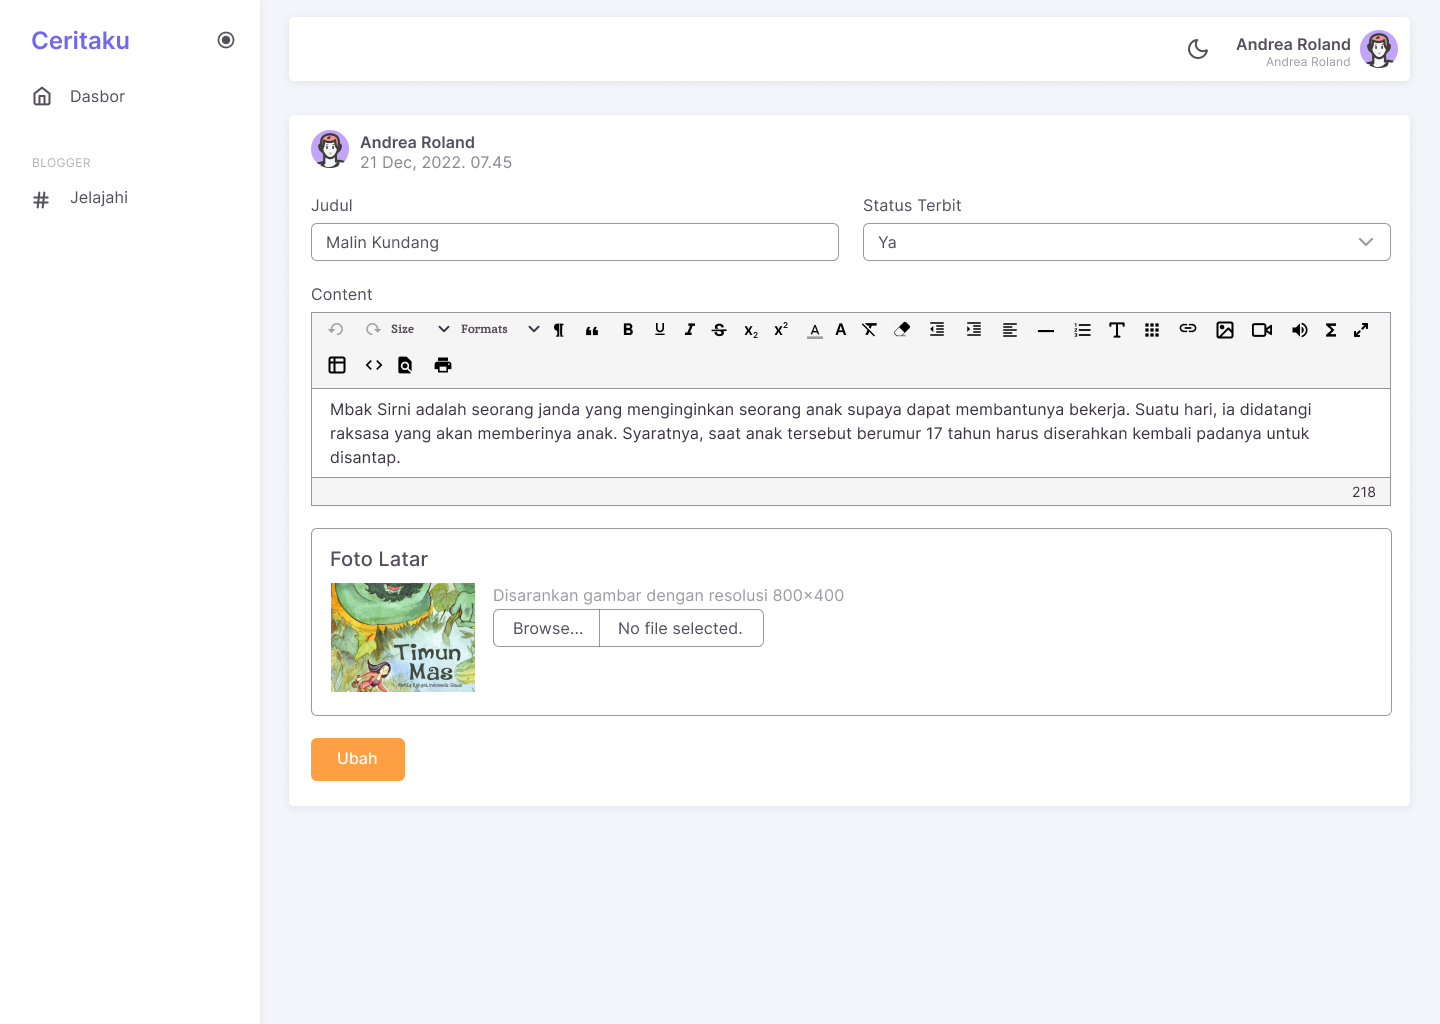 Ceritaku
Dasbor
BLOGGER
Jelajahi
Andrea Roland
Andrea Roland
Andrea Roland
21 Dec, 2022. 07.45
Judul
Status Terbit
Malin Kundang
Ya
Content
Size
Formats
Mbak Sirni adalah seorang janda yang menginginkan seorang anak supaya dapat membantunya bekerja. Suatu hari, ia didatangi
raksasa yang akan memberinya anak. Syaratnya, saat anak tersebut berumur 17 tahun harus diserahkan kembali padanya untuk
disantap.
218
Foto Latar
Timun
Mas
Disarankan gambar dengan resolusi 800×400
Browse...
No file selected.
Ubah